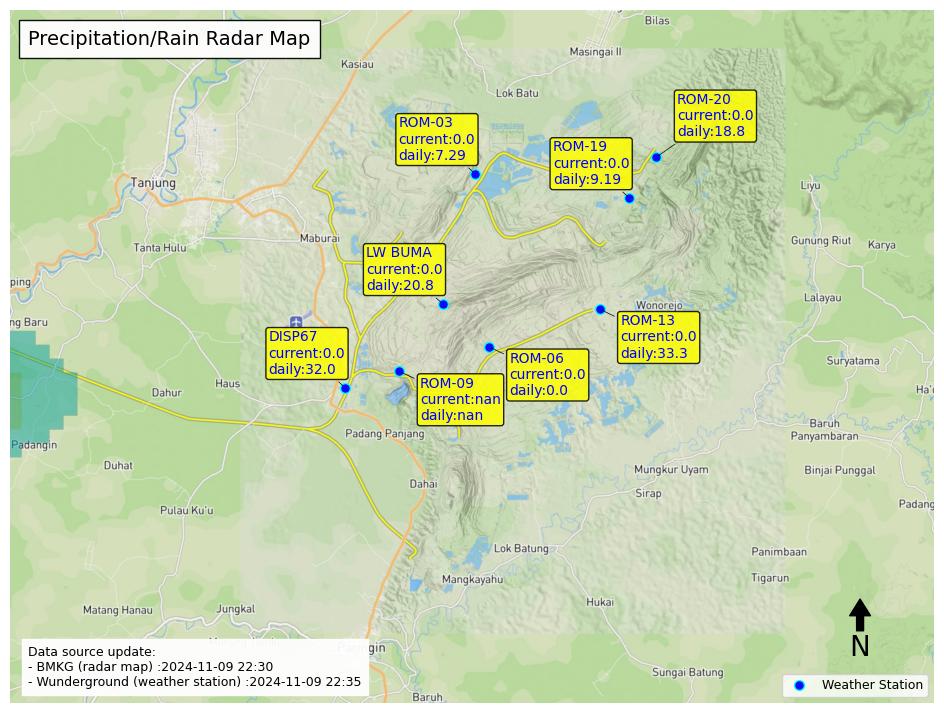 Precipitation/Rain Radar Map
Bilas
Masingai II
Kasiau
Lok Batu
ROM-20
current:0.0
daily:18.8
ROM-03
current:0.0
daily:7.29
ROM-19
current:0.0
daily:9.19
Tanjung
Liyu
Maburai
Tanta Hulu
Gunung Riut
Karya
LW BUMA
current:0.0
daily:20.8
ping
Lalayau
Wonorejo
ng Baru
ROM-13
current:0.0
daily:33.3
DISP67
current:0.0
daily:32.0
ROM-06
current:0.0
daily:0.0
Suryatama
ROM-09
current:nan
daily:nan
Haus
Dahur
Ha'
Baruh
Panyambaran
Padang Panjang
Padangin
Duhat
Mungkur Uyam
Binjai Punggal
Dahai
Sirap
Padang
Pulau Ku'u
Lok Batung
Panimbaan
Mangkayahu
Tigarun
Hukai
Matang Hanau
Jungkal
N
Sungai Batung
Baruh
Data source update:
- BMKG (radar map) :2024-11-09 22:30
- Wunderground (weather station) :2024-11-09 22:35
Weather Station